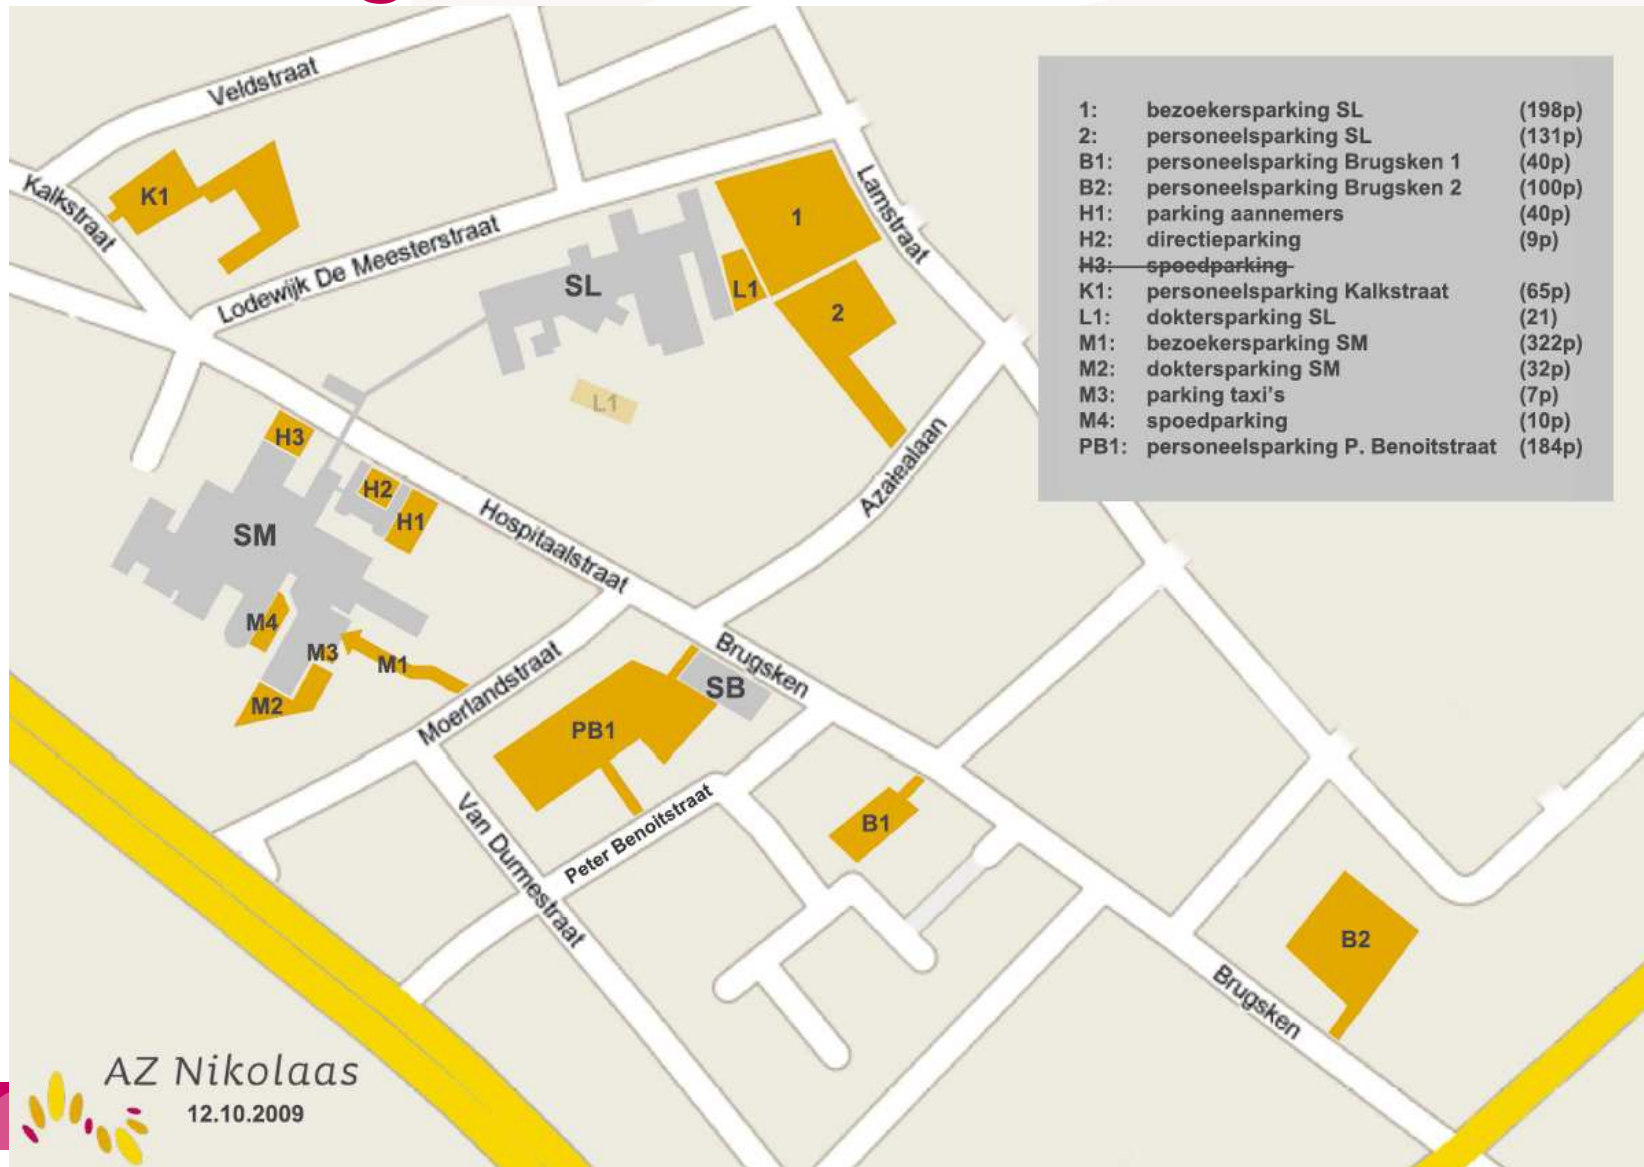 Veldstraat
Kalkstraat
K1
Lodewijk De Meesterstraat
Lamstraat
SL
1
L1
2
L1
1: bezoekersparking SL (198p)
2: personeelsparking SL (131p)
B1: personeelsparking Brugsken 1 (40p)
B2: personeelsparking Brugsken 2 (100p)
H1: parking aannemers (40p)
H2: directieparking (9p)
H3: spoedparking
K1: personeelsparking Kalkstraat (65p)
L1: doktersparking SL (21)
M1: bezoekersparking SM (322p)
M2: doktersparking SM (32p)
M3: parking taxi's (7p)
M4: spoedparking (10p)
PB1: personeelsparking P. Benoitstraat (184p)
H3
H2
H1
SM
Hospitaalstraat
Azalealaan
M4
M3
M1
M2
Moerlandstraat
Brugsken
SB
PB1
Van Durmestraat
Peter Benoitstraat
B1
B2
Brugsken
AZ Nikolaas
12.10.2009